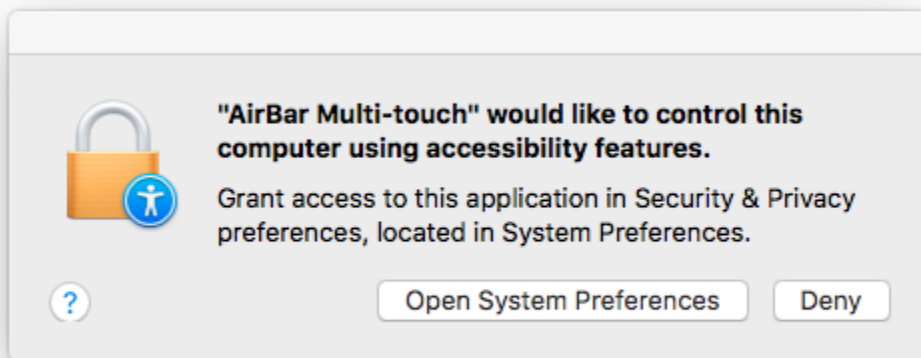 "AirBar Multi-touch" would like to control this
computer using accessibility features.
Grant access to this application in Security & Privacy
preferences, located in System Preferences.
?
Open System Preferences
Deny